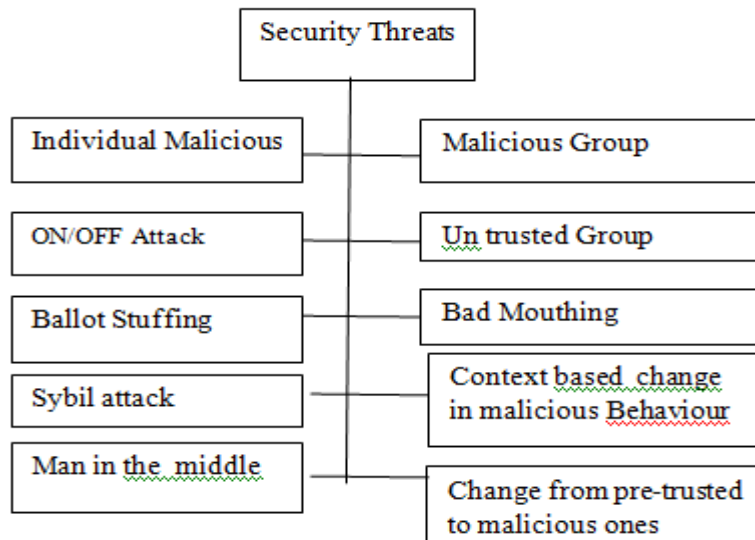 Security Threats
Individual Malicious
Malicious Group
ON/OFF Attack
Un trusted Group
Ballot Stuffing
Bad Mouthing
Sybil attack
Context based change
in malicious Behaviour
Man in the middle
Change from pre-trusted
to malicious ones